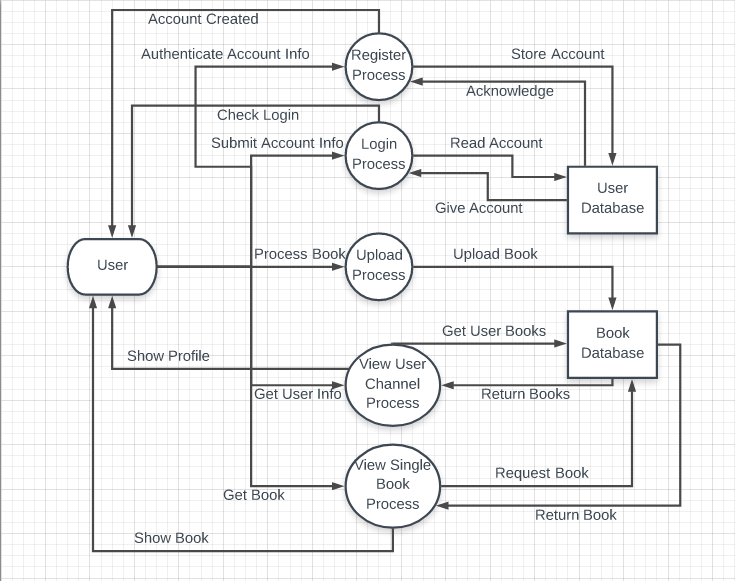 Account Created
Authenticate Account Info
Register
Process
Store Account
Acknowledge
Check Login
Submit Account Info
Login
Process
Read Account
Give Account
User
Database
User
Process Book
Upload
Process
Upload Book
Get User Books
Book
Database
Show Profile
View User
Channel
Process
Get User Info
Return Books
View Single
Book
Process
Get Book
Request Book
Return Book
Show Book